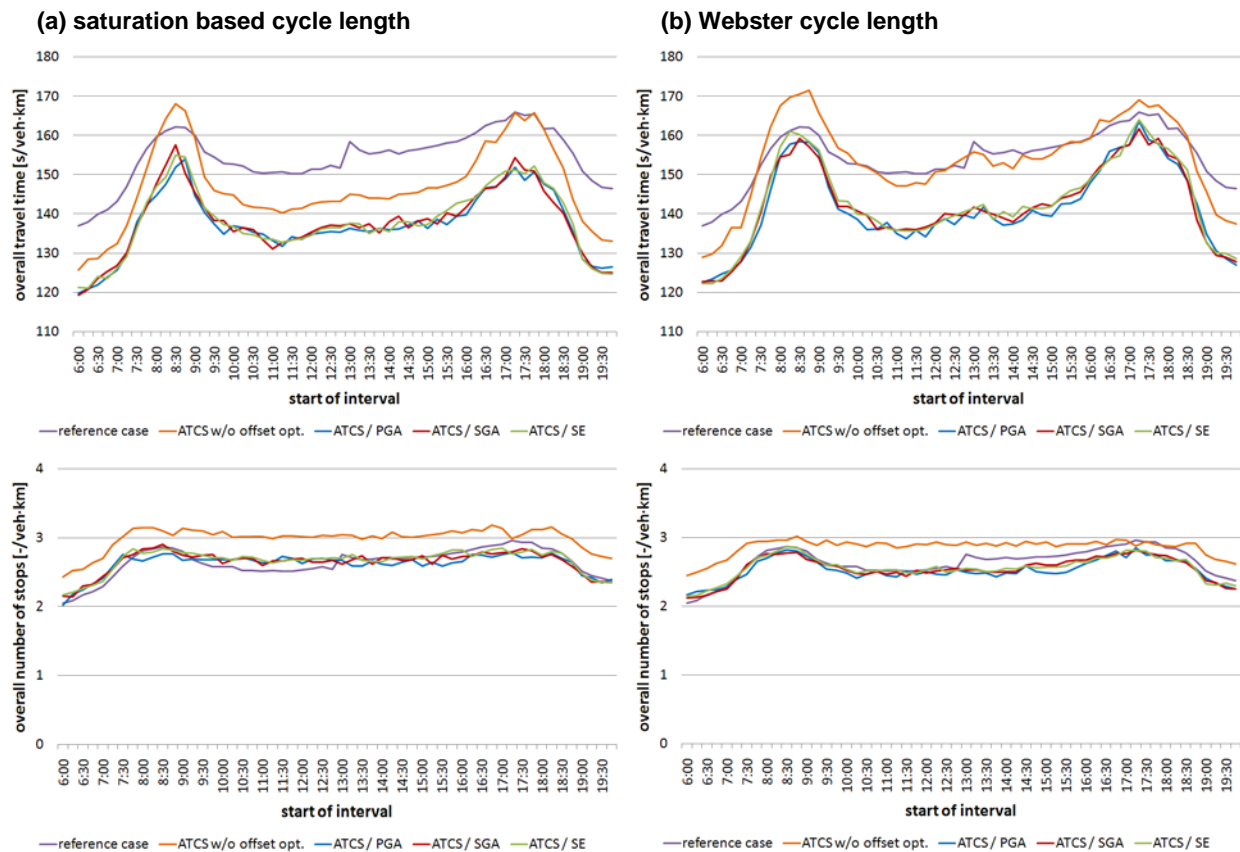 (a) saturation based cycle length
(b) Webster cycle length
overall travel time [s/veh·km]
180
170
160
150
140
130
120
110
6:00 6:30 7:00 7:30 8:00 8:30 9:00 9:30 10:00 10:30 11:00 11:30 12:00 12:30 13:00 13:30 14:00 14:30 15:00 15:30 16:00 16:30 17:00 17:30 18:00 18:30 19:00 19:30
start of interval
reference case ATCS w/o offset opt. ATCS / PGA ATCS / SGA ATCS / SE
overall travel time [s/veh·km]
180
170
160
150
140
130
120
110
6:00 6:30 7:00 7:30 8:00 8:30 9:00 9:30 10:00 10:30 11:00 11:30 12:00 12:30 13:00 13:30 14:00 14:30 15:00 15:30 16:00 16:30 17:00 17:30 18:00 18:30 19:00 19:30
start of interval
reference case ATCS w/o offset opt. ATCS / PGA ATCS / SGA ATCS / SE
overall number of stops [-/veh·km]
4
3
2
1
0
6:00 6:30 7:00 7:30 8:00 8:30 9:00 9:30 10:00 10:30 11:00 11:30 12:00 12:30 13:00 13:30 14:00 14:30 15:00 15:30 16:00 16:30 17:00 17:30 18:00 18:30 19:00 19:30
start of interval
reference case ATCS w/o offset opt. ATCS / PGA ATCS / SGA ATCS / SE
overall number of stops [-/veh·km]
4
3
2
1
0
6:00 6:30 7:00 7:30 8:00 8:30 9:00 9:30 10:00 10:30 11:00 11:30 12:00 12:30 13:00 13:30 14:00 14:30 15:00 15:30 16:00 16:30 17:00 17:30 18:00 18:30 19:00 19:30
start of interval
reference case ATCS w/o offset opt. ATCS / PGA ATCS / SGA ATCS / SE